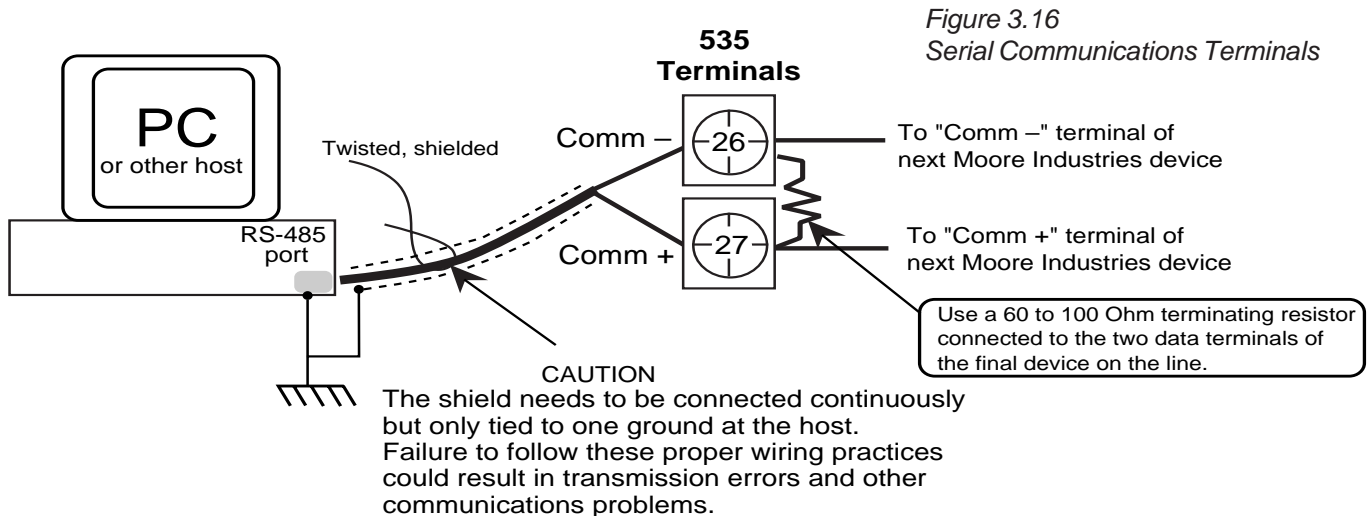 Figure 3.16
Serial Communications Terminals
535
Terminals
PC
or other host
RS-485
port
Twisted, shielded
Comm –
26
To "Comm –" terminal of
next Moore Industries device
Comm +
27
To "Comm +" terminal of
next Moore Industries device
Use a 60 to 100 Ohm terminating resistor
connected to the two data terminals of
the final device on the line.
CAUTION
The shield needs to be connected continuously
but only tied to one ground at the host.
Failure to follow these proper wiring practices
could result in transmission errors and other
communications problems.